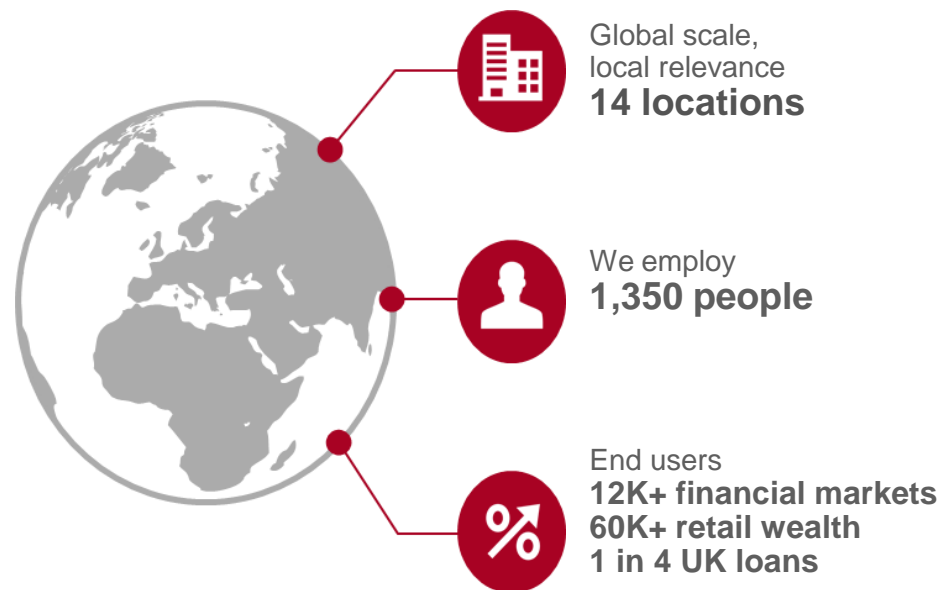 Global scale,
local relevance
14 locations
We employ
1,350 people
End users
12K+ financial markets
60K+ retail wealth
1 in 4 UK loans